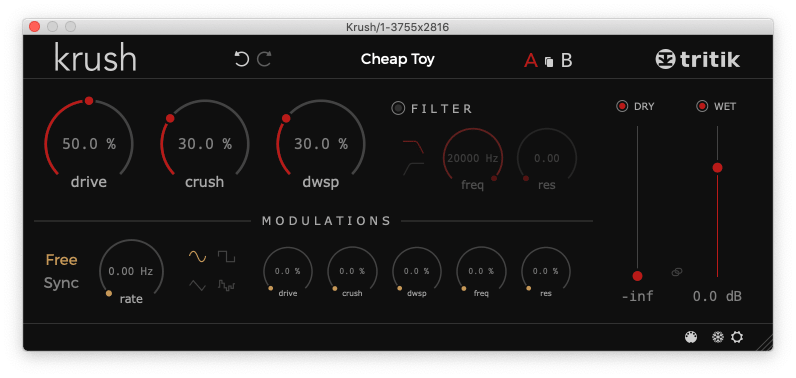 Krush/1-3755x2816
krush
Cheap Toy
A B
tritik
50.0 %
drive
30.0 %
crush
30.0 %
dwsp
FILTER
20000 Hz
freq
0.00
res
DRY
WET
MODULATIONS
Free
Sync
0.00 Hz
rate
0.0 %
drive
0.0 %
crush
0.0 %
dwsp
0.0 %
freq
0.0 %
res
-inf
0.0 dB